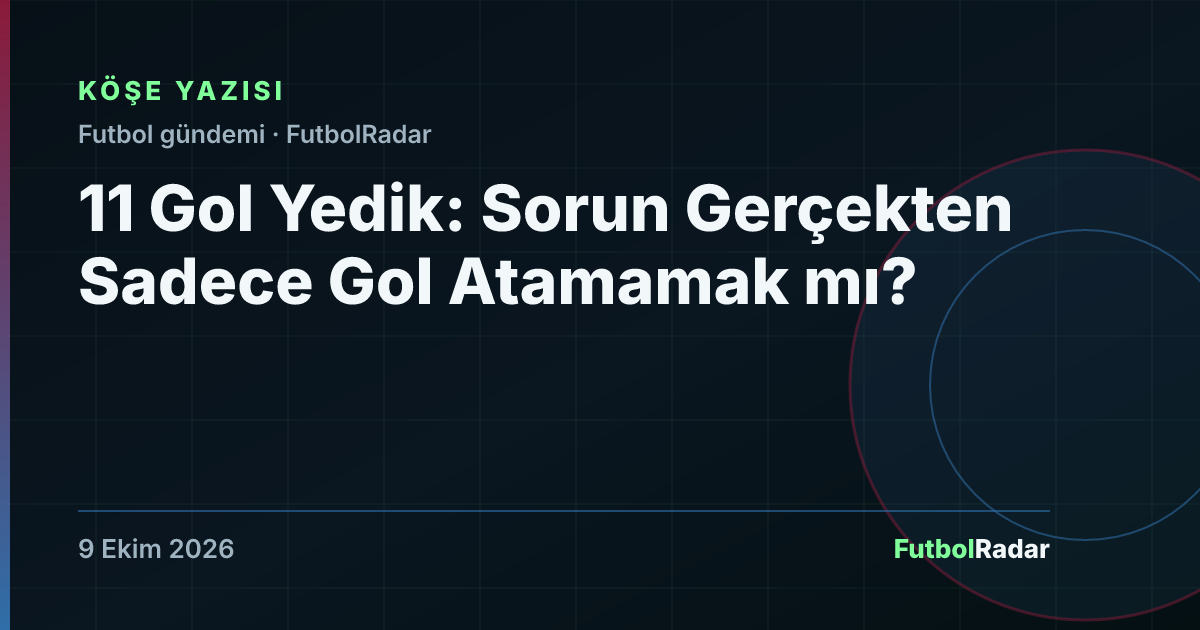 KÖŞE YAZISI
Futbol gündemi · FutbolRadar
11 Gol Yedik: Sorun Gerçekten
Sadece Gol Atamamak mı?
9 Ekim 2026
FutbolRadar